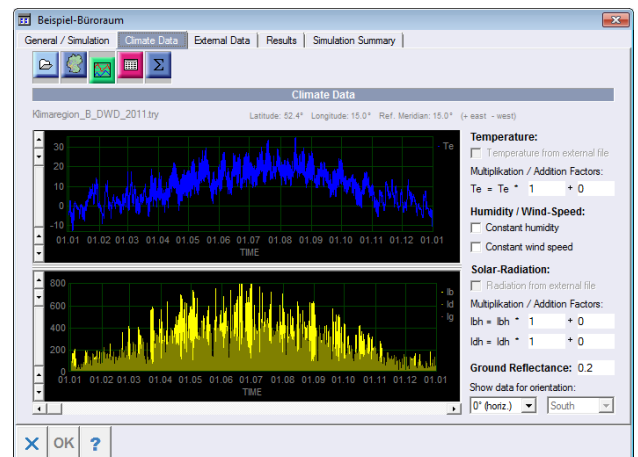 Beispiel-Büroraum
General / Simulation Climate Data External Data Results Simulation Summary
Σ
Climate Data
Klimaregion_B_DWD_2011.try Latitude: 52.4° Longitude: 15.0° Ref. Meridian: 15.0° (+ east - west)
30
20
10
0
-10
Te
01.01 01.02 01.03 01.04 01.05 01.06 01.07 01.08 01.09 01.10 01.11 01.12 01.01
TIME
Temperature:
Temperature from external file
Multiplikation / Addition Factors:
Te = Te * 1 + 0
Humidity / Wind-Speed:
Constant humidity
Constant wind speed
800
600
400
200
0
- Ib
- Id
- Ig
01.01 01.02 01.03 01.04 01.05 01.06 01.07 01.08 01.09 01.10 01.11 01.12 01.01
TIME
Solar-Radiation:
Radiation from external file
Multiplikation / Addition Factors:
Ibh = Ibh * 1 + 0
Idh = Idh * 1 + 0
Ground Reflectance: 0.2
Show data for orientation:
0° (horiz.) South
OK ?